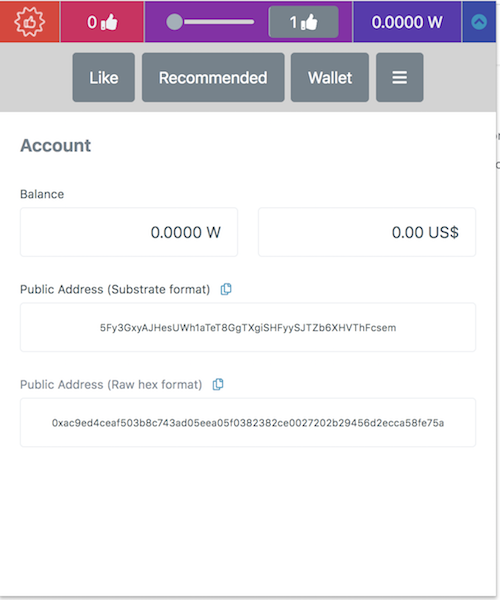 0
1
0.0000 W
Like
Recommended
Wallet
Account
Balance
0.0000 W
0.00 US$
Public Address (Substrate format)
5Fy3GxyAJHesUWh1aTeT8GgTXgiSHFyySJTZb6XHVThFcsem
Public Address (Raw hex format)
0xac9ed4ceaf503b8c743ad05eea05f0382382ce0027202b29456d2ecca58fe75a